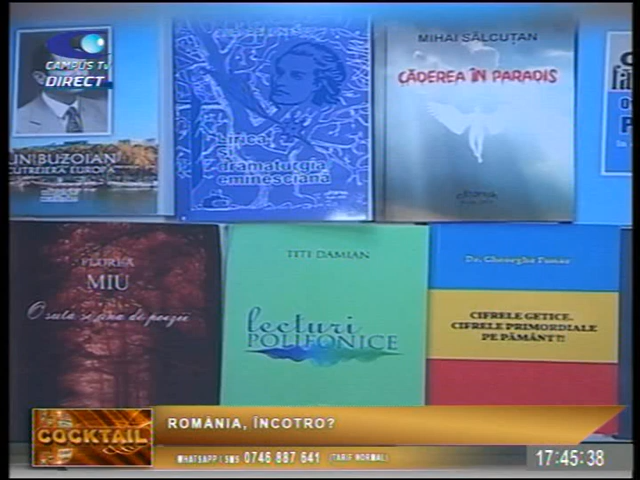 CAMPUS TV
DIRECT
IN BUZOIAN
CUTREIERĂ EUROPA
Lirica
și
dramaturgia
eminesciană
MIHAI SĂLCUȚAN
CĂDEREA ÎN PARADIS
FLOREA
MIU
O sută și una de poezii
TITI DAMIAN
lecturi
POLIFONICE
Dr. Gheorghe Funar
CIFRELE GETICE,
CIFRELE PRIMORDIALE
PE PĂMÂNT?!
COCKTAIL
ROMÂNIA, ÎNCOTRO?
WHATSAPP / SMS 0746 887 641 (TARIF NORMAL)
17:45:38